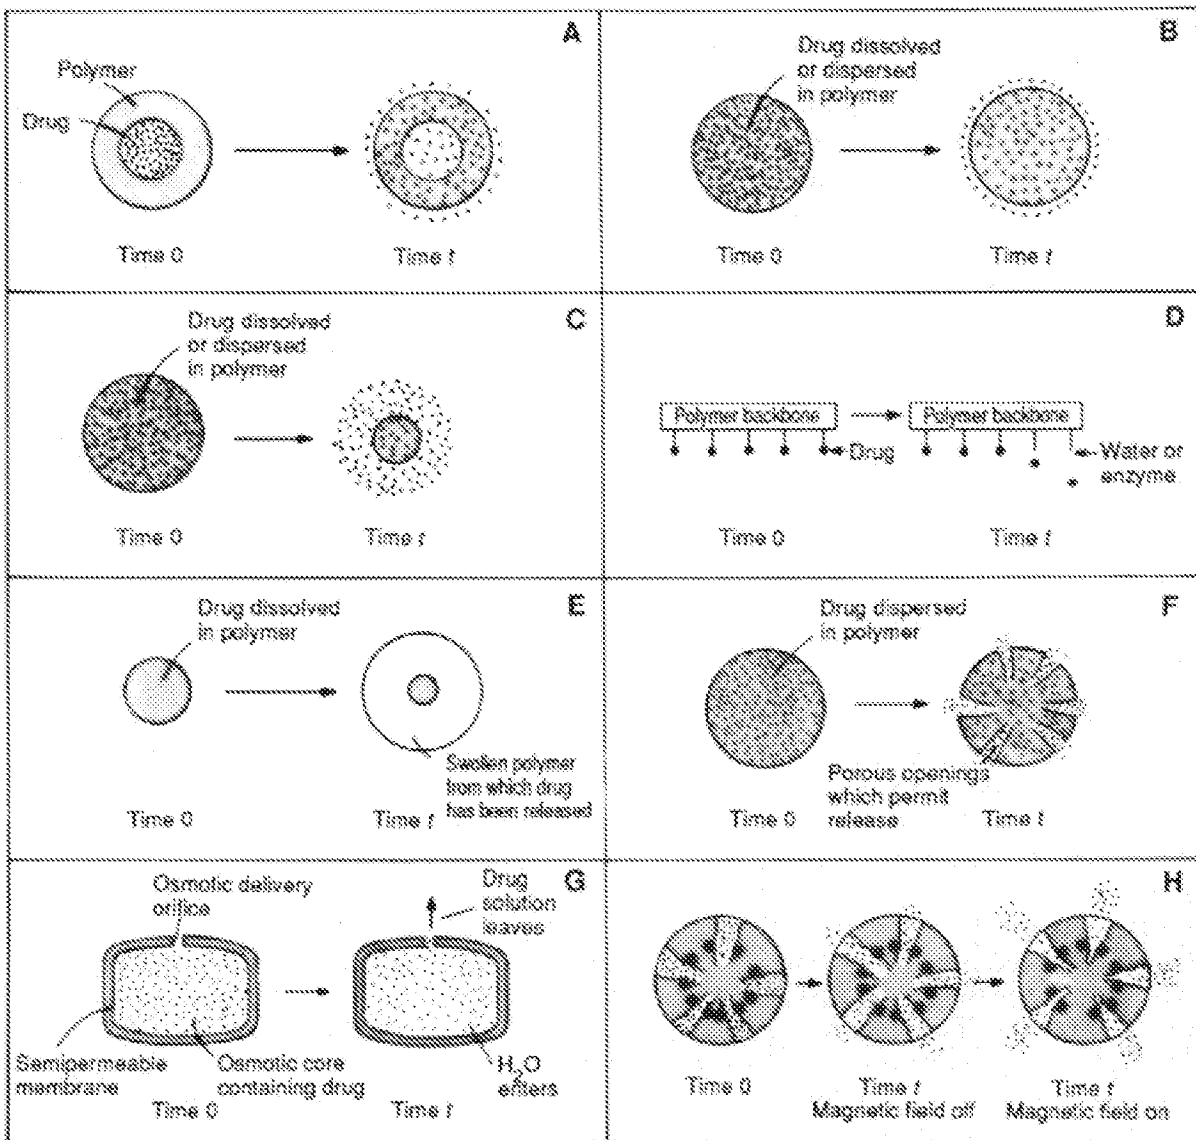 A
Polymer
Drug
Time 0
Time t
B
Drug dissolved
or dispersed
in polymer
Time 0
Time t
C
Drug dissolved
or dispersed
in polymer
Time 0
Time t
D
Polymer backbone
Polymer backbone
Drug
Water or
enzyme
Time 0
Time t
E
Drug dissolved
in polymer
Swollen polymer
from which drug
has been released
Time 0
Time t
F
Drug dispersed
in polymer
Porous openings
which permit
release
Time 0
Time t
G
Osmotic delivery
orifice
Drug
solution
leaves
Semipermeable
membrane
Osmotic core
containing drug
H₂O
enters
Time 0
Time t
H
Time 0
Time t
Magnetic field off
Time t
Magnetic field on